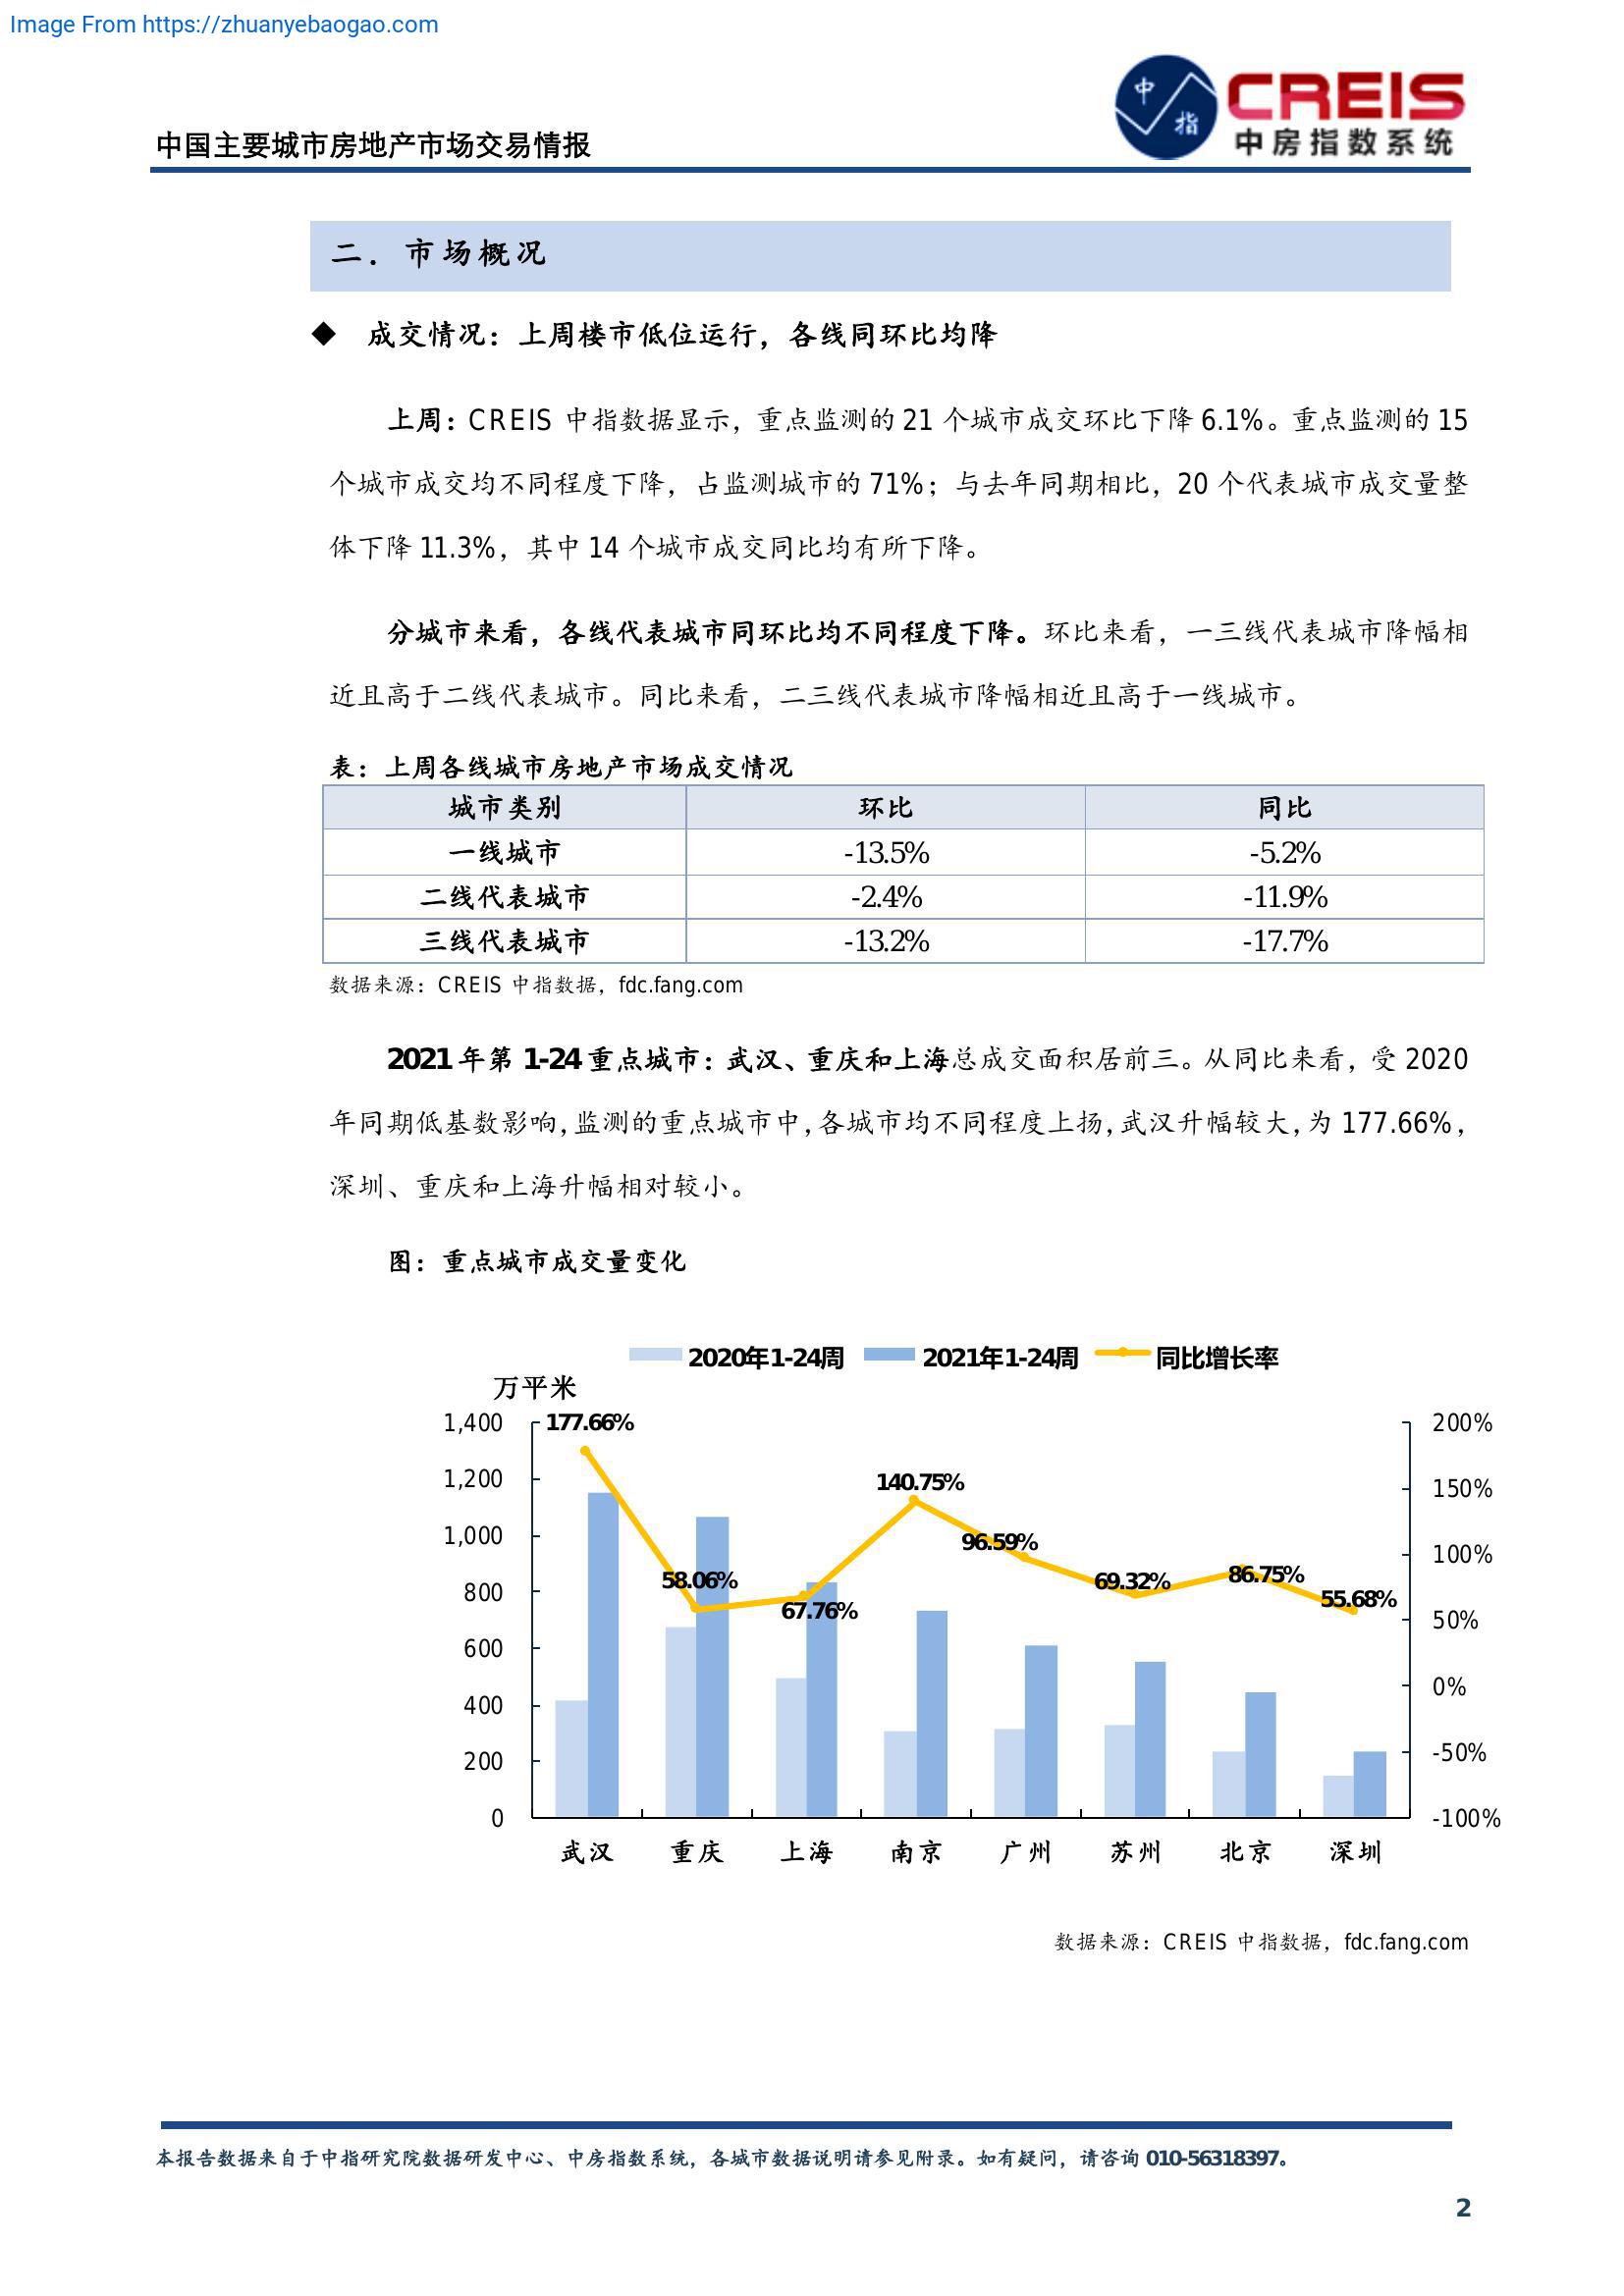 Image From https://zhuanyebaogao.com
中 指
CREIS
中房指数系统
中国主要城市房地产市场交易情报
二．市场概况
◆ 成交情况：上周楼市低位运行，各线同环比均降
上周：CREIS 中指数据显示，重点监测的 21 个城市成交环比下降 6.1%。重点监测的 15
个城市成交均不同程度下降，占监测城市的 71%；与去年同期相比，20 个代表城市成交量整
体下降 11.3%，其中 14 个城市成交同比均有所下降。
分城市来看，各线代表城市同环比均不同程度下降。环比来看，一三线代表城市降幅相
近且高于二线代表城市。同比来看，二三线代表城市降幅相近且高于一线城市。
表：上周各线城市房地产市场成交情况
城市类别 环比 同比
一线城市 -13.5% -5.2%
二线代表城市 -2.4% -11.9%
三线代表城市 -13.2% -17.7%
数据来源：CREIS 中指数据，fdc.fang.com
2021 年第 1-24 重点城市：武汉、重庆和上海总成交面积居前三。从同比来看，受 2020
年同期低基数影响，监测的重点城市中，各城市均不同程度上扬，武汉升幅较大，为 177.66%，
深圳、重庆和上海升幅相对较小。
图：重点城市成交量变化
2020年1-24周 2021年1-24周 同比增长率
万平米
1,400 177.66% 200%
1,200 140.75% 150%
1,000 96.59% 100%
800 58.06% 67.76% 69.32% 86.75% 55.68%
600 50%
400 0%
200 -50%
0 -100%
武汉 重庆 上海 南京 广州 苏州 北京 深圳
数据来源：CREIS 中指数据，fdc.fang.com
本报告数据来自于中指研究院数据研发中心、中房指数系统，各城市数据说明请参见附录。如有疑问，请咨询 010-56318397。
2